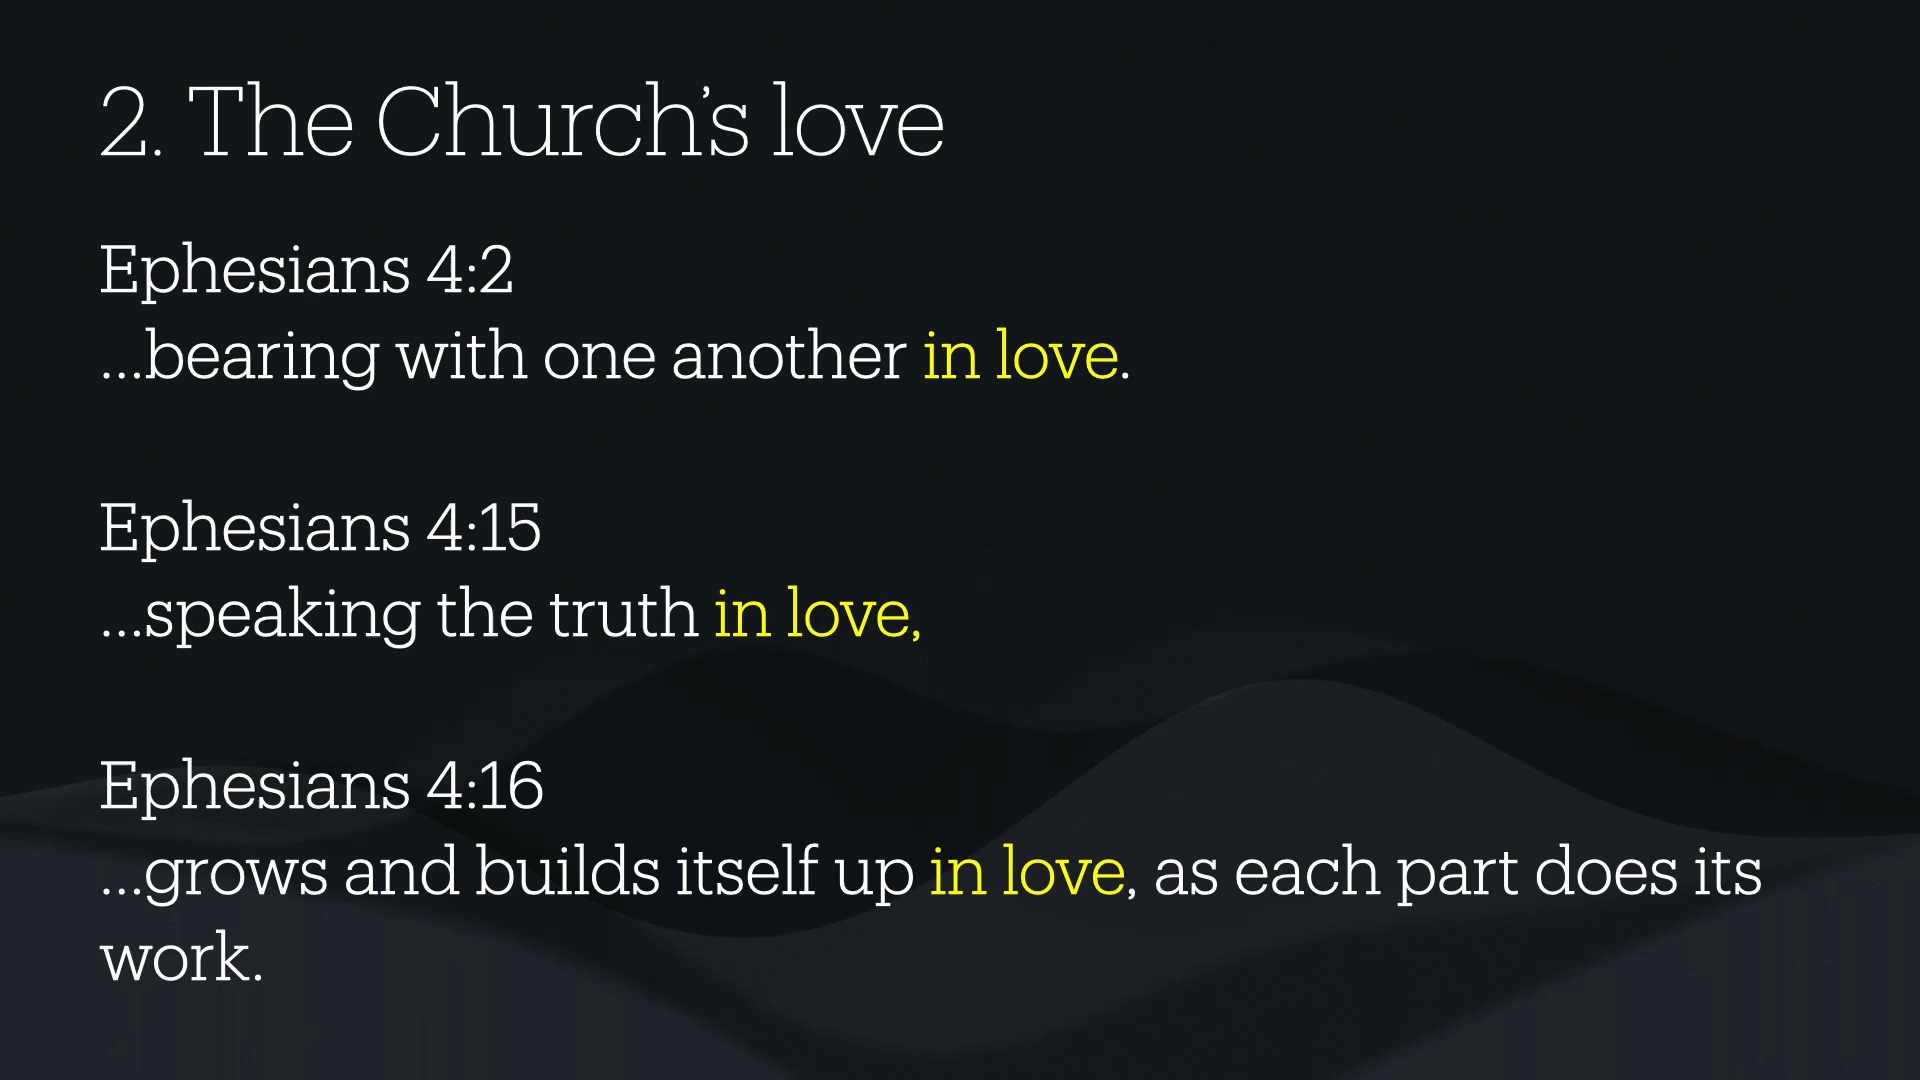 2. The Church’s love
Ephesians 4:2
...bearing with one another in love.
Ephesians 4:15
...speaking the truth in love,
Ephesians 4:16
...grows and builds itself up in love, as each part does its
work.